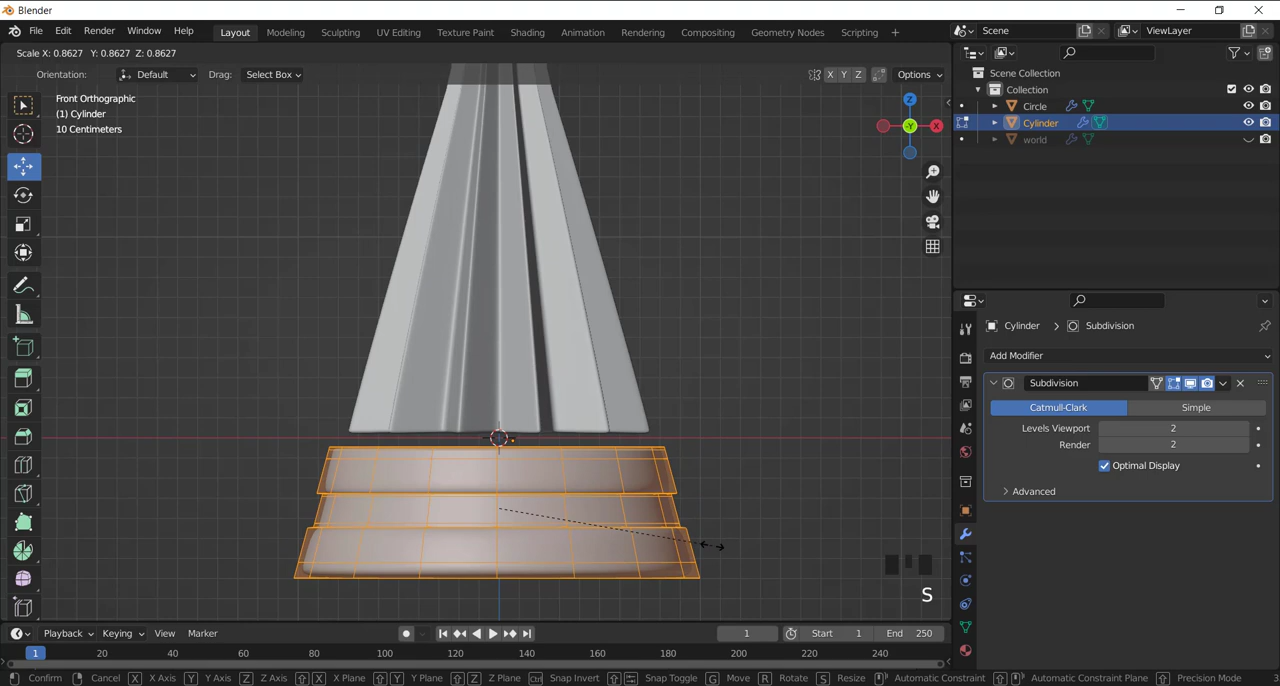 Blender
File Edit Render Window Help Layout Modeling Sculpting UV Editing Texture Paint Shading Animation Rendering Compositing Geometry Nodes Scripting + Scene ViewLayer
Scale X: 0.8627 Y: 0.8627 Z: 0.8627
Orientation: Default Drag: Select Box X Y Z Options
Front Orthographic
(1) Cylinder
10 Centimeters
Z
-Y X
Scene Collection
Collection
Circle
Cylinder
world
Cylinder > Subdivision
Add Modifier
Subdivision
Catmull-Clark Simple
Levels Viewport 2
Render 2
Optimal Display
Advanced
S
Playback Keying View Marker 1 Start 1 End 250
1 20 40 60 80 100 120 140 160 180 200 220 240
Confirm Cancel X X Axis Y Y Axis Z Z Axis X X Plane Y Y Plane Z Z Plane Ctrl Snap Invert Snap Toggle G Move R Rotate S Resize Automatic Constraint Automatic Constraint Plane Precision Mode 3